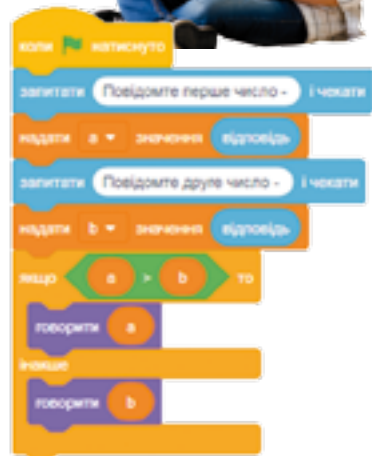 коли натиснуто
запитати Повідомте перше число - і чекати
надати a значення відповідь
запитати Повідомте друге число - і чекати
надати b значення відповідь
якщо a > b то
говорити a
інакше
говорити b